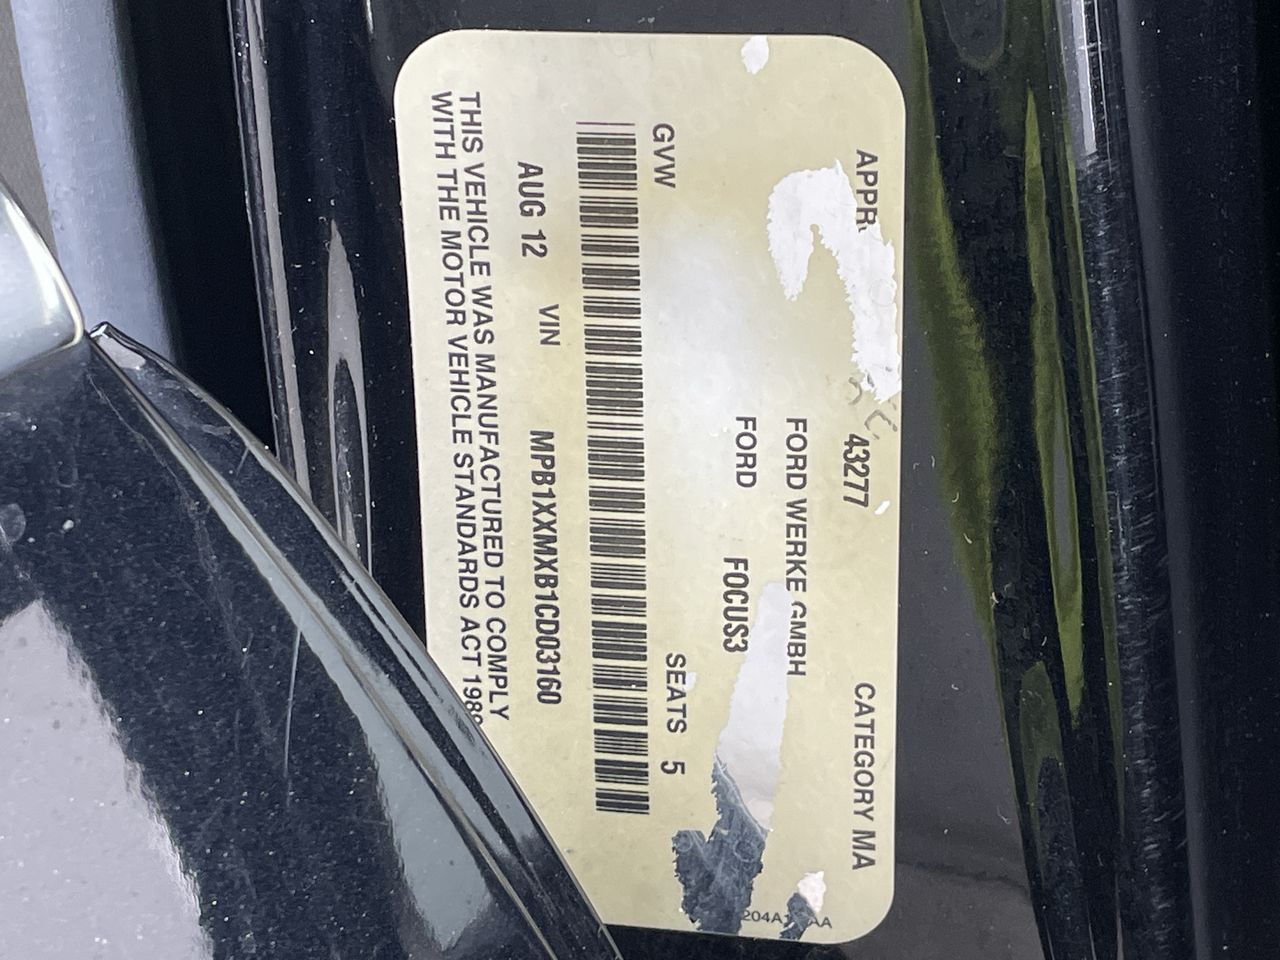 APPR 43277 CATEGORY MA
FORD WERKE GMBH
FORD FOCUS3
GVW SEATS 5
AUG 12 VIN MPB1XXMXB1CD03160
THIS VEHICLE WAS MANUFACTURED TO COMPLY
WITH THE MOTOR VEHICLE STANDARDS ACT 1989